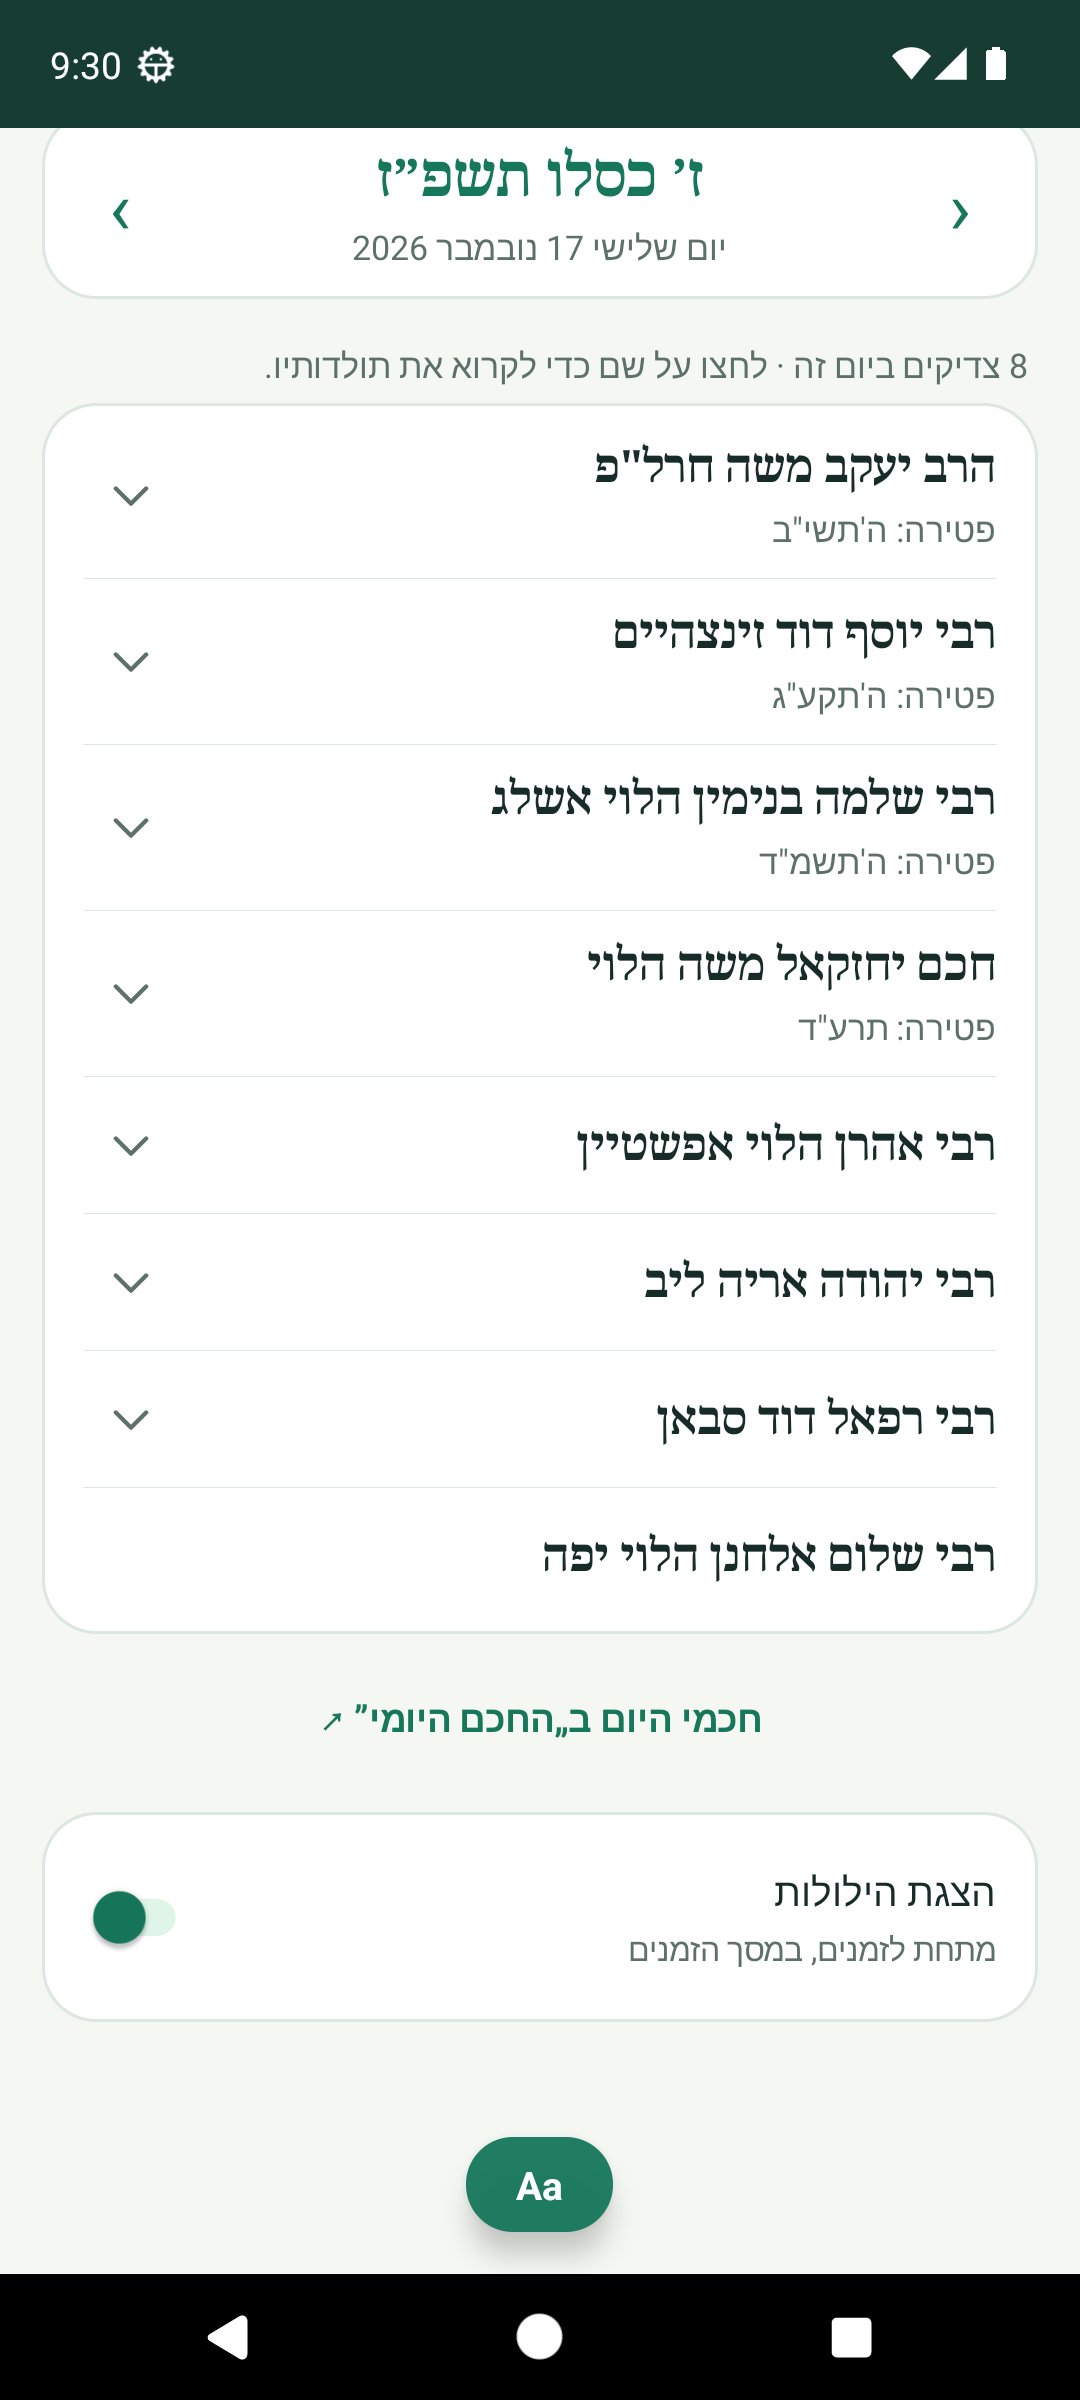 9:30
ז׳ כסלו תשפ״ז
יום שלישי 17 נובמבר 2026
8 צדיקים ביום זה · לחצו על שם כדי לקרוא את תולדותיו.
הרב יעקב משה חרל"פ
פטירה: ה'תשי"ב
רבי יוסף דוד זינצהיים
פטירה: ה'תקע"ג
רבי שלמה בנימין הלוי אשלג
פטירה: ה'תשמ"ד
חכם יחזקאל משה הלוי
פטירה: תרע"ד
רבי אהרן הלוי אפשטיין
רבי יהודה אריה ליב
רבי רפאל דוד סבאן
רבי שלום אלחנן הלוי יפה
חכמי היום ב„החכם היומי” ↗
הצגת הילולות
מתחת לזמנים, במסך הזמנים
Aa